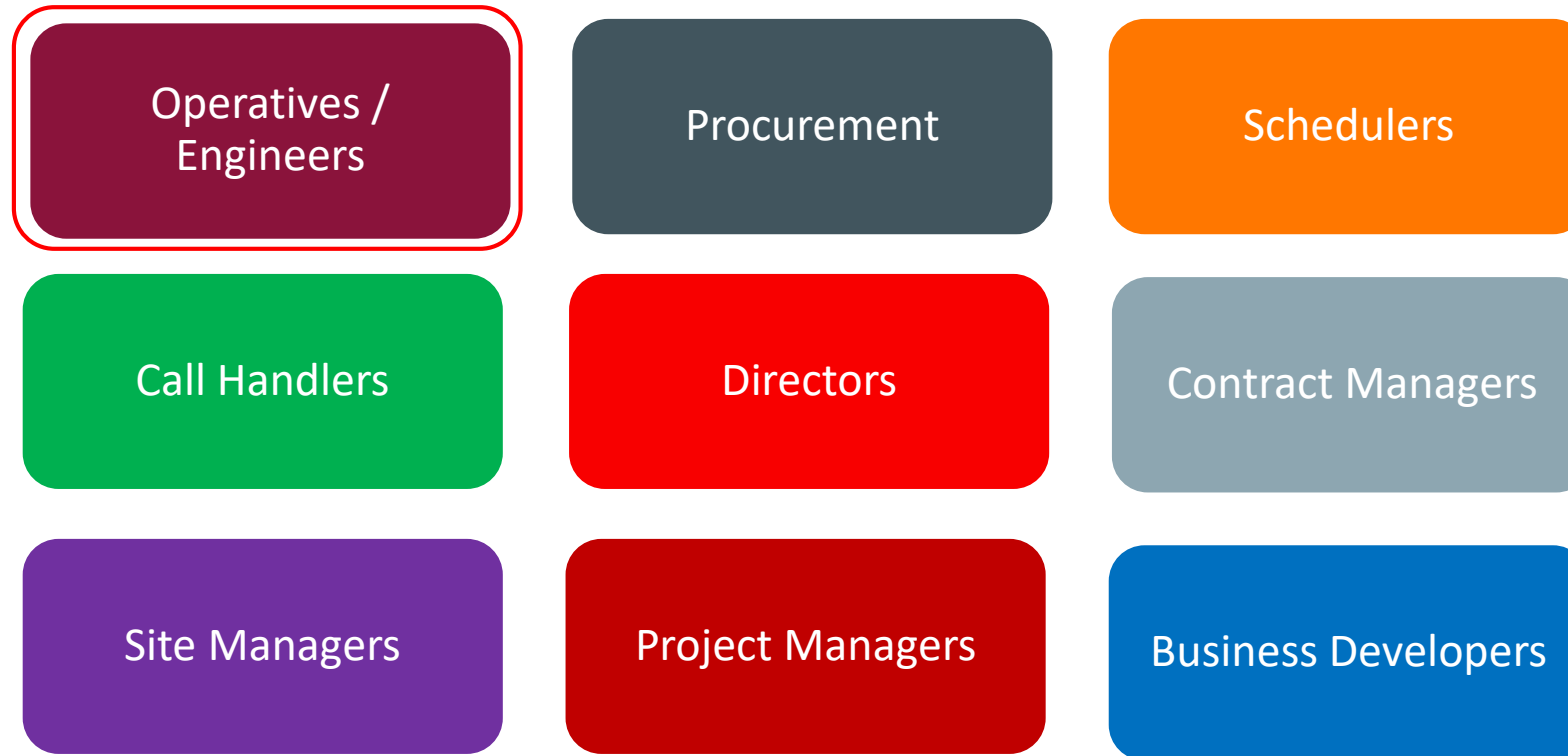 Operatives /
Engineers
Procurement
Schedulers
Call Handlers
Directors
Contract Managers
Site Managers
Project Managers
Business Developers